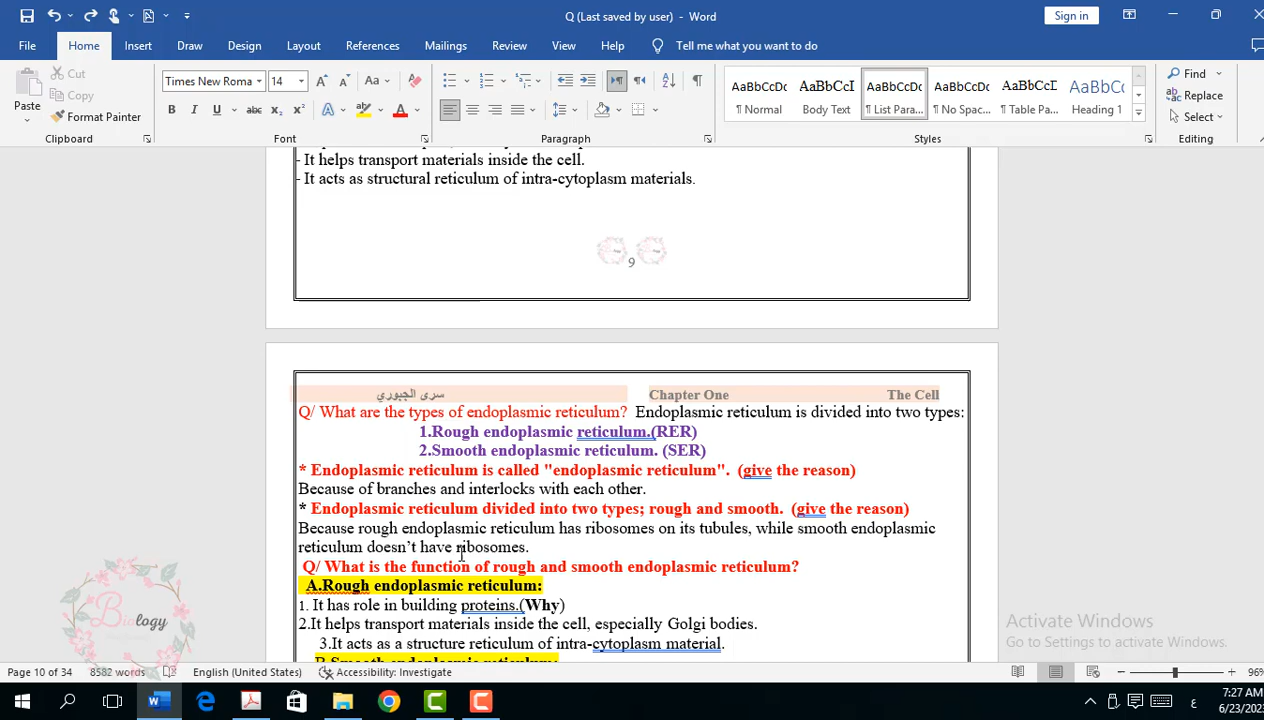 Q (Last saved by user) - Word
Sign in
File Home Insert Draw Design Layout References Mailings Review View Help Tell me what you want to do
Paste
Cut
Copy
Format Painter
Times New Roma 14
AaBbCcDc AaBbCcI AaBbCcDc AaBbCcDc AaBbCcI AaBbCc
¶ Normal Body Text ¶ List Para... ¶ No Spac... ¶ Table Pa... Heading 1
Find
Replace
Select
Clipboard Font Paragraph Styles Editing
- It helps transport materials inside the cell.
- It acts as structural reticulum of intra-cytoplasm materials.
9
سرى الجبوري Chapter One The Cell
Q/ What are the types of endoplasmic reticulum? Endoplasmic reticulum is divided into two types:
1.Rough endoplasmic reticulum.(RER)
2.Smooth endoplasmic reticulum. (SER)
* Endoplasmic reticulum is called "endoplasmic reticulum". (give the reason)
Because of branches and interlocks with each other.
* Endoplasmic reticulum divided into two types; rough and smooth. (give the reason)
Because rough endoplasmic reticulum has ribosomes on its tubules, while smooth endoplasmic
reticulum doesn't have ribosomes.
Q/ What is the function of rough and smooth endoplasmic reticulum?
A.Rough endoplasmic reticulum:
1. It has role in building proteins.(Why)
2.It helps transport materials inside the cell, especially Golgi bodies.
3.It acts as a structure reticulum of intra-cytoplasm material.
B.Smooth endoplasmic reticulum:
Biology
Activate Windows
Go to Settings to activate Windows.
Page 10 of 34 8582 words English (United States) Accessibility: Investigate 96%
7:27 AM
6/23/202